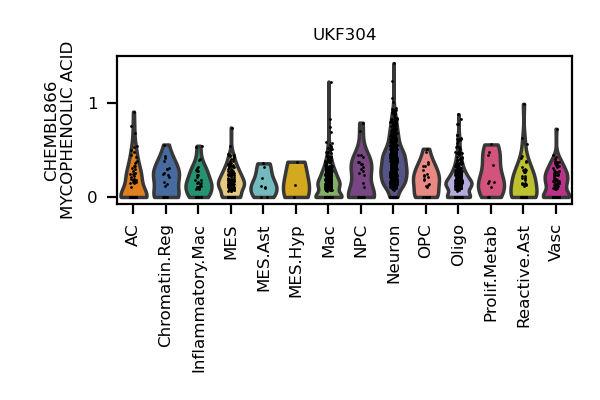 UKF304
CHEMBL866
MYCOPHENOLIC ACID
1
0
AC
Chromatin.Reg
Inflammatory.Mac
MES
MES.Ast
MES.Hyp
Mac
NPC
Neuron
OPC
Oligo
Prolif.Metab
Reactive.Ast
Vasc